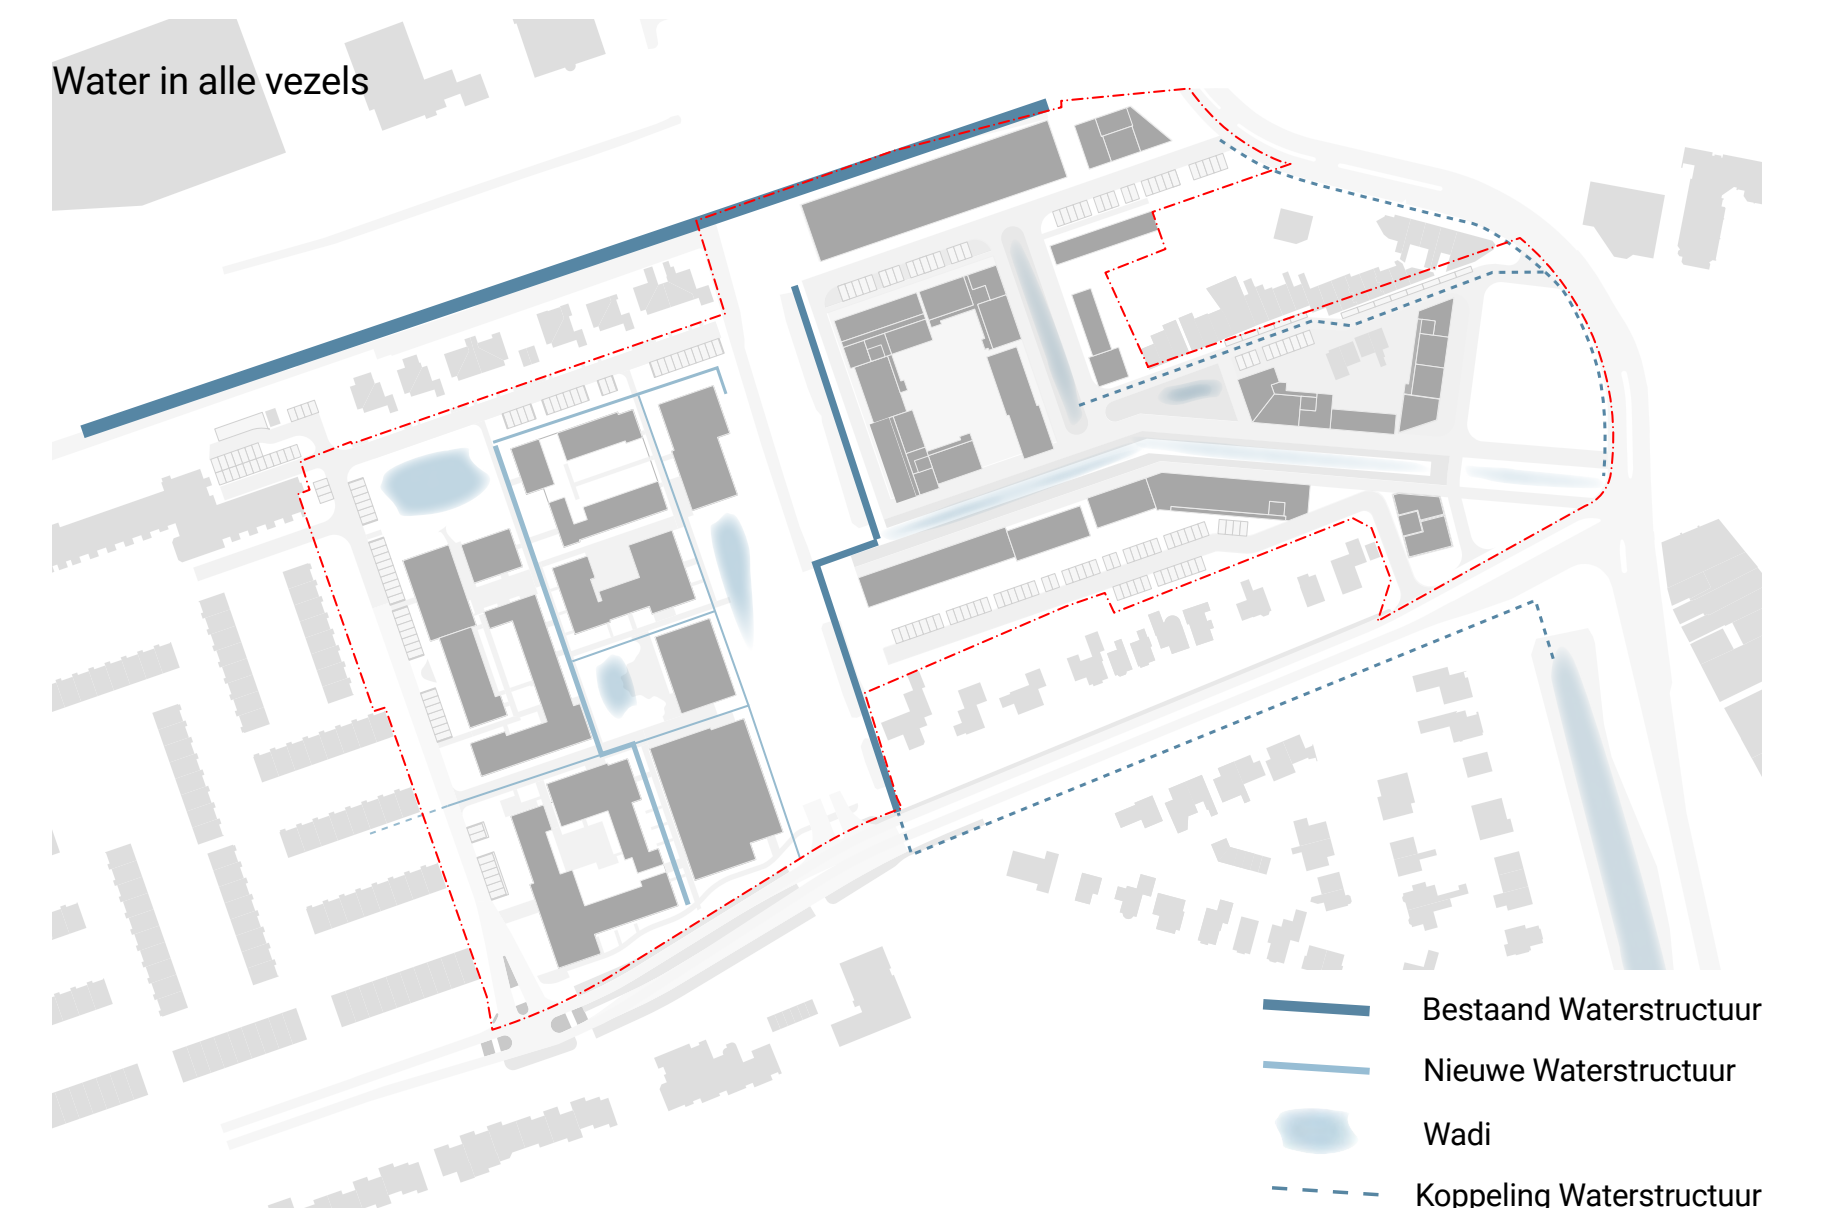 Water in alle vezels
Bestaand Waterstructuur
Nieuwe Waterstructuur
Wadi
Koppeling Waterstructuur